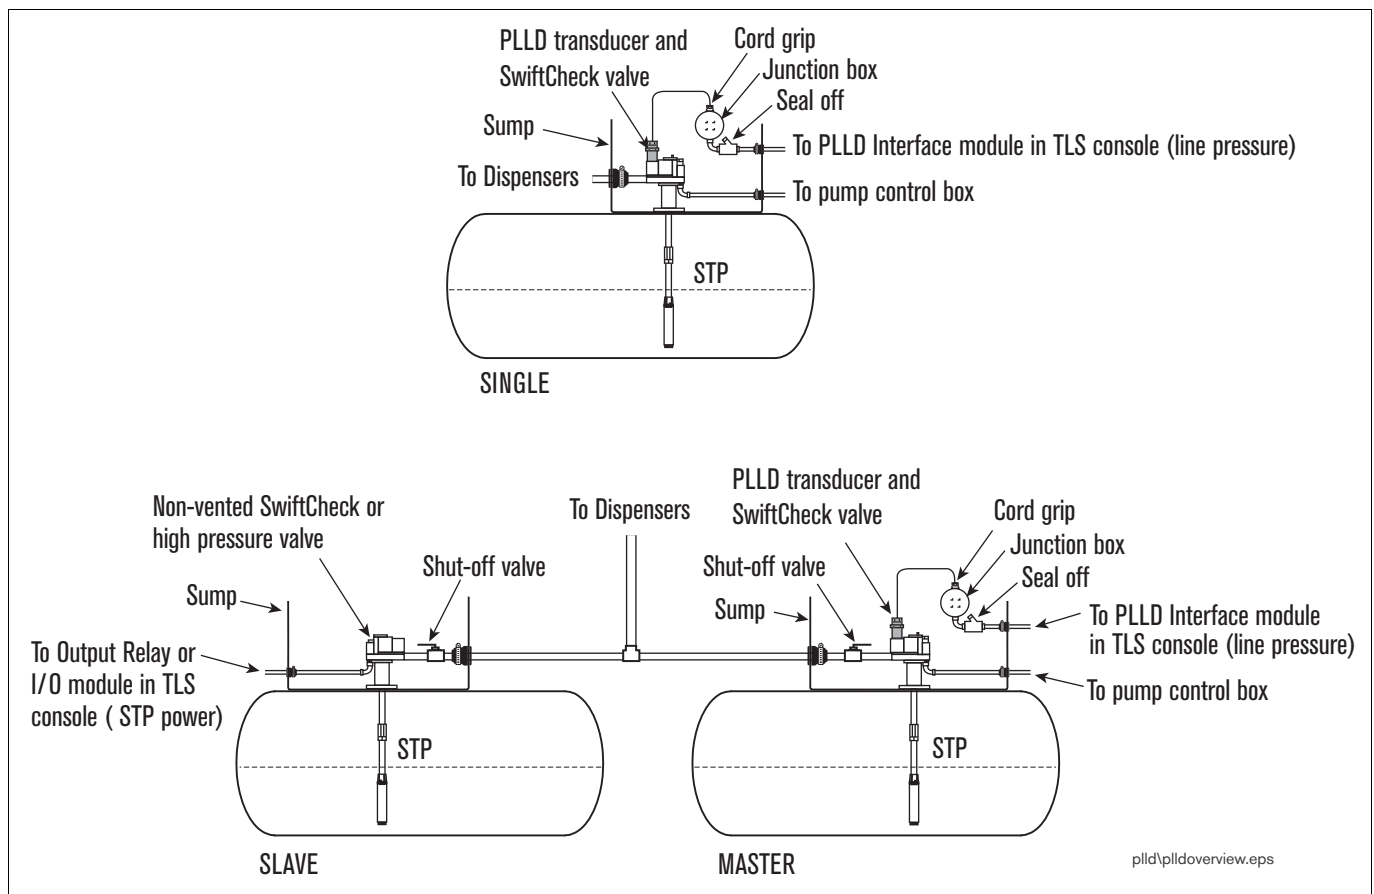 PLLD transducer and
SwiftCheck valve
Cord grip
Junction box
Seal off
Sump
To PLLD Interface module in TLS console (line pressure)
To Dispensers
To pump control box
STP
SINGLE
Non-vented SwiftCheck or
high pressure valve
Shut-off valve
Sump
To Output Relay or
I/O module in TLS
console ( STP power)
To Dispensers
PLLD transducer and
SwiftCheck valve
Shut-off valve
Sump
Cord grip
Junction box
Seal off
To PLLD Interface module
in TLS console (line pressure)
To pump control box
STP
STP
SLAVE
MASTER
plld\plldoverview.eps